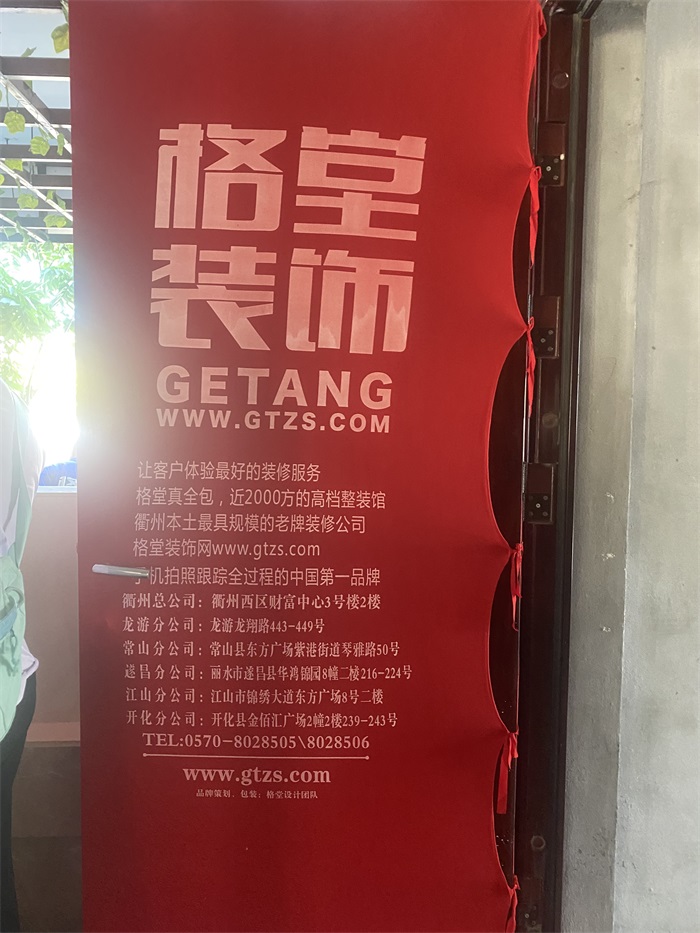 格堂
装饰
GETANG
WWW.GTZS.COM
让客户体验最好的装修服务
格堂真全包，近2000方的高档整装馆
衢州本土最具规模的老牌装修公司
格堂装饰网www.gtzs.com
手机拍照跟踪全过程的中国第一品牌
衢州总公司：衢州西区财富中心3号楼2楼
龙游分公司：龙游龙翔路443-449号
常山分公司：常山县东方广场紫港街道琴雅路50号
遂昌分公司：丽水市遂昌县华鸿锦园8幢二楼216-224号
江山分公司：江山市锦绣大道东方广场8号二楼
开化分公司：开化县金佰汇广场2幢2楼239-243号
TEL:0570-8028505\8028506
www.gtzs.com
品牌策划、包装：格堂设计团队